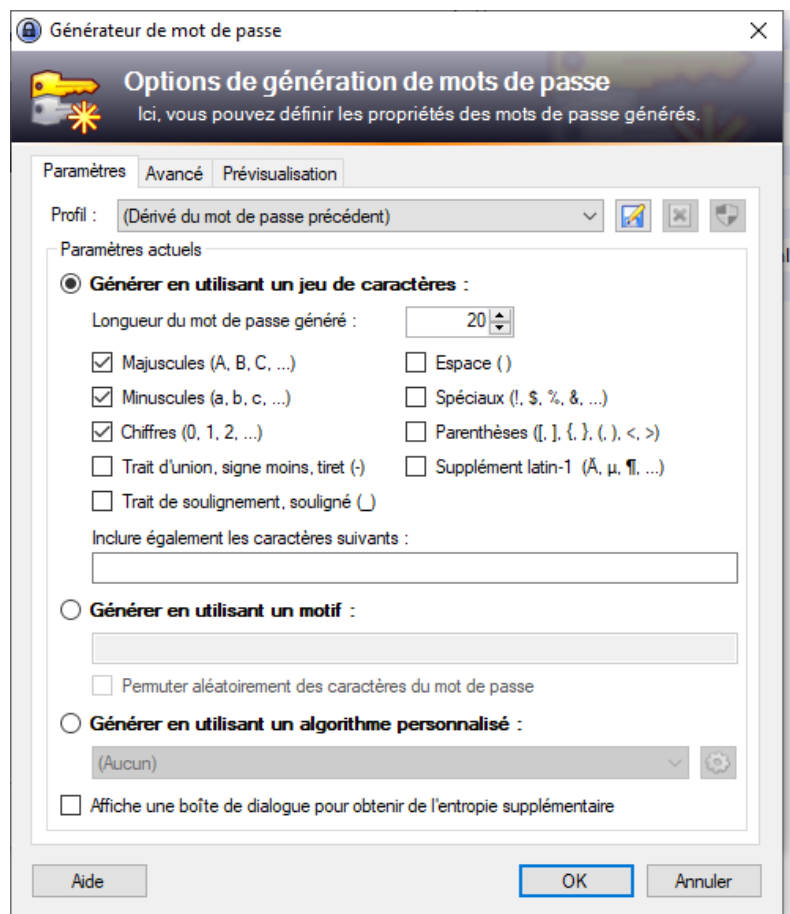 Générateur de mot de passe
Options de génération de mots de passe
Ici, vous pouvez définir les propriétés des mots de passe générés.
Paramètres Avancé Prévisualisation
Profil : (Dérivé du mot de passe précédent)
Paramètres actuels
Générer en utilisant un jeu de caractères :
Longueur du mot de passe généré : 20
Majuscules (A, B, C, ...) Espace ( )
Minuscules (a, b, c, ...) Spéciaux (!, $, %, &, ...)
Chiffres (0, 1, 2, ...) Parenthèses ([, ], {, }, (, ), <, >)
Trait d'union, signe moins, tiret (-) Supplément latin-1 (Ä, µ, ¶, ...)
Trait de soulignement, souligné (_)
Inclure également les caractères suivants :
Générer en utilisant un motif :
Permuter aléatoirement des caractères du mot de passe
Générer en utilisant un algorithme personnalisé :
(Aucun)
Affiche une boîte de dialogue pour obtenir de l'entropie supplémentaire
Aide OK Annuler